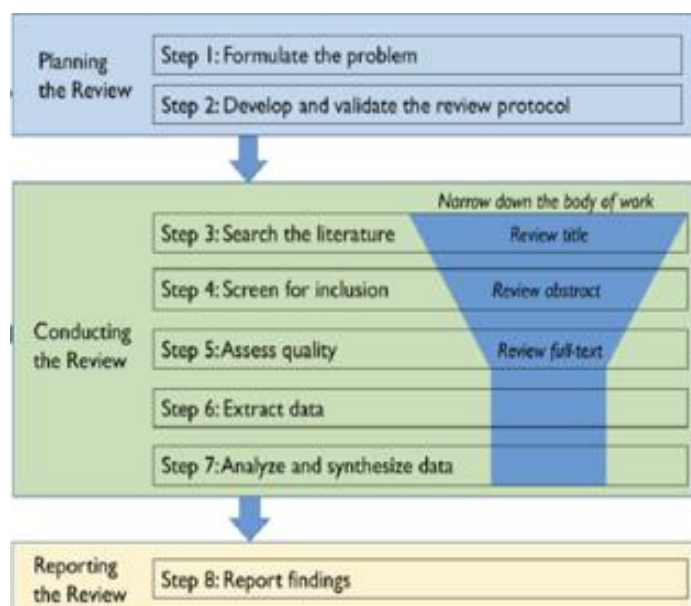 Planning
the Review
Step 1: Formulate the problem
Step 2: Develop and validate the review protocol
Narrow down the body of work
Step 3: Search the literature
Review title
Step 4: Screen for inclusion
Review abstract
Conducting
the Review
Step 5: Assess quality
Review full-text
Step 6: Extract data
Step 7: Analyze and synthesize data
Reporting
the Review
Step 8: Report findings